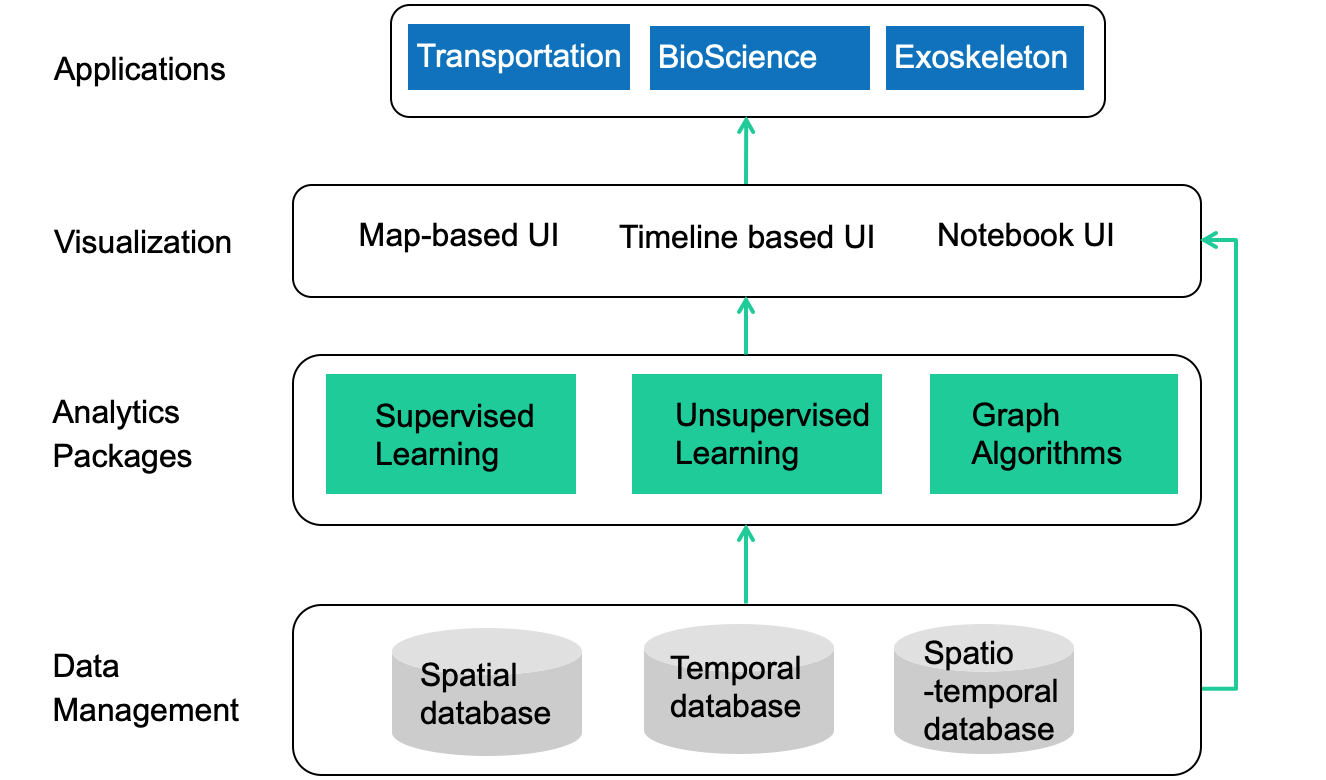 Applications
Transportation
BioScience
Exoskeleton
Visualization
Map-based UI
Timeline based UI
Notebook UI
Analytics
Packages
Supervised
Learning
Unsupervised
Learning
Graph
Algorithms
Data
Management
Spatial
database
Temporal
database
Spatio
-temporal
database